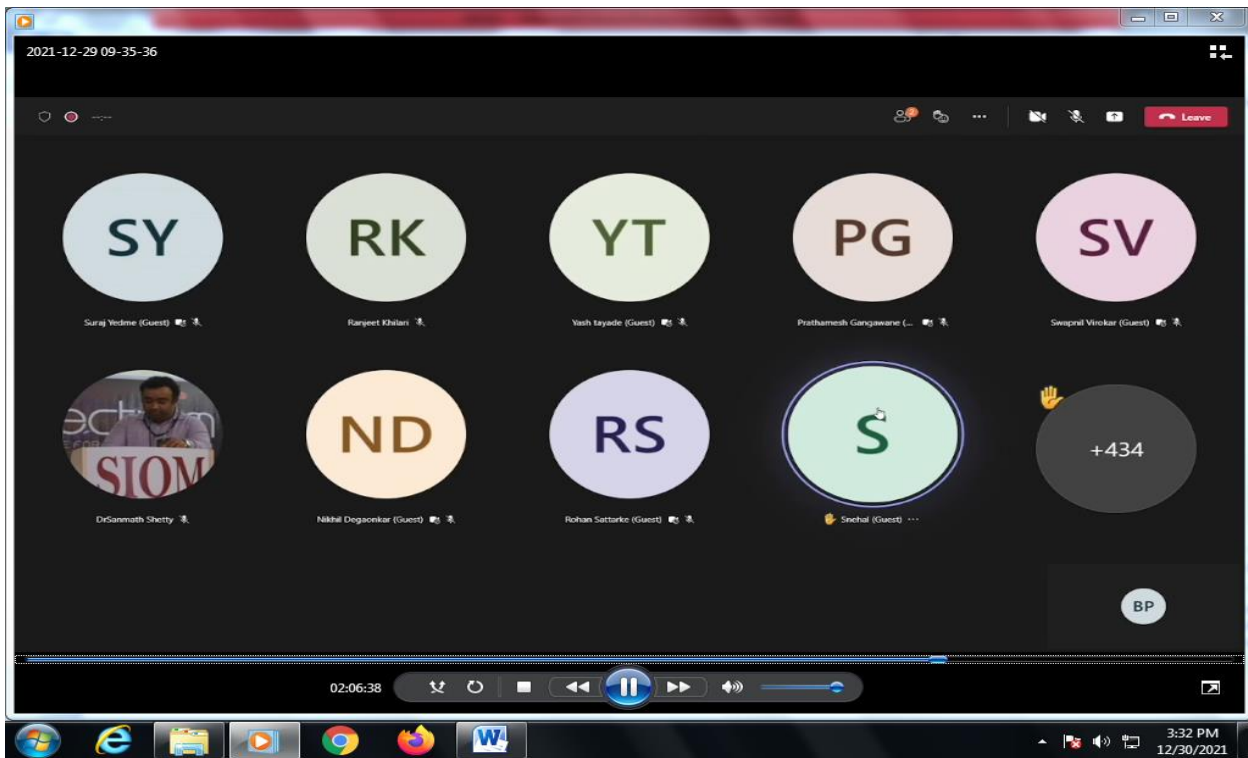 2021-12-29 09-35-36
--:--
2
Leave
SY
RK
YT
PG
SV
Suraj Yedme (Guest)
Ranjeet Khilari
Yash tayade (Guest)
Prathamesh Gangawane (...
Swapnil Virokar (Guest)
SIOM
ND
RS
S
+434
DrSanmath Shetty
Nikhil Degaonkar (Guest)
Rohan Sattarke (Guest)
Snehal (Guest) ...
BP
02:06:38
3:32 PM
12/30/2021